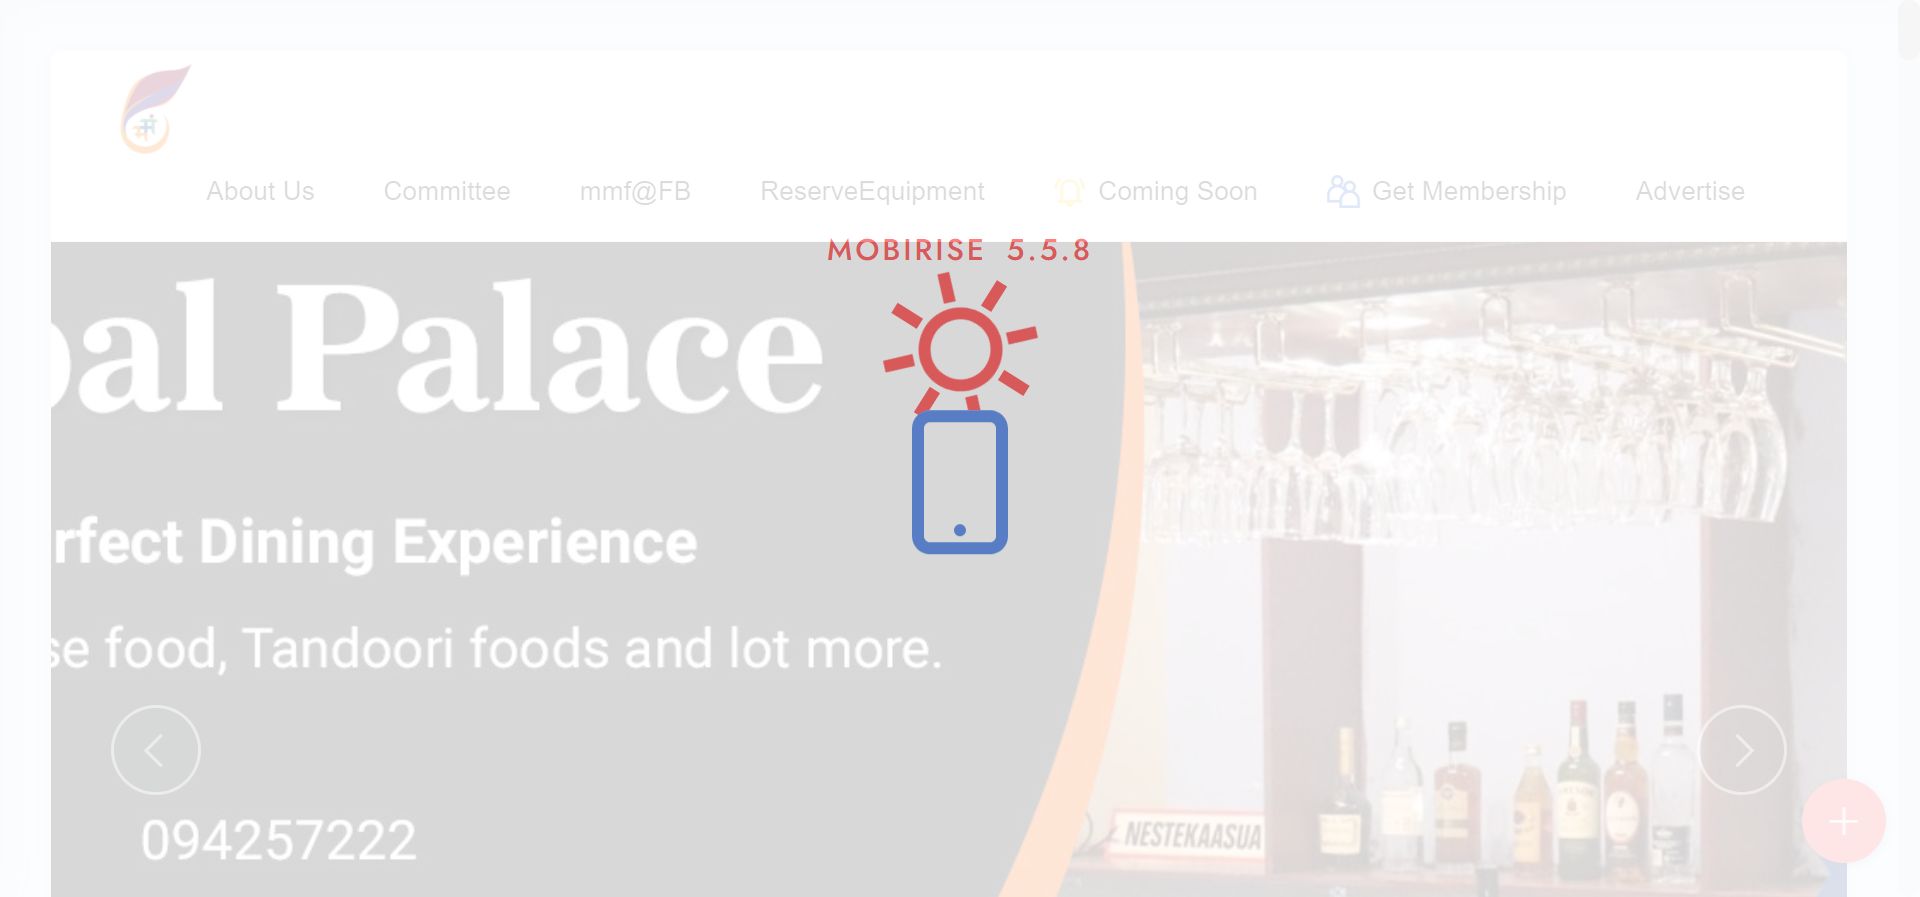 About Us Committee mmf@FB ReserveEquipment Coming Soon Get Membership Advertise
MOBIRISE 5.5.8
pal Palace
rfect Dining Experience
se food, Tandoori foods and lot more.
094257222
NESTEKAASUA